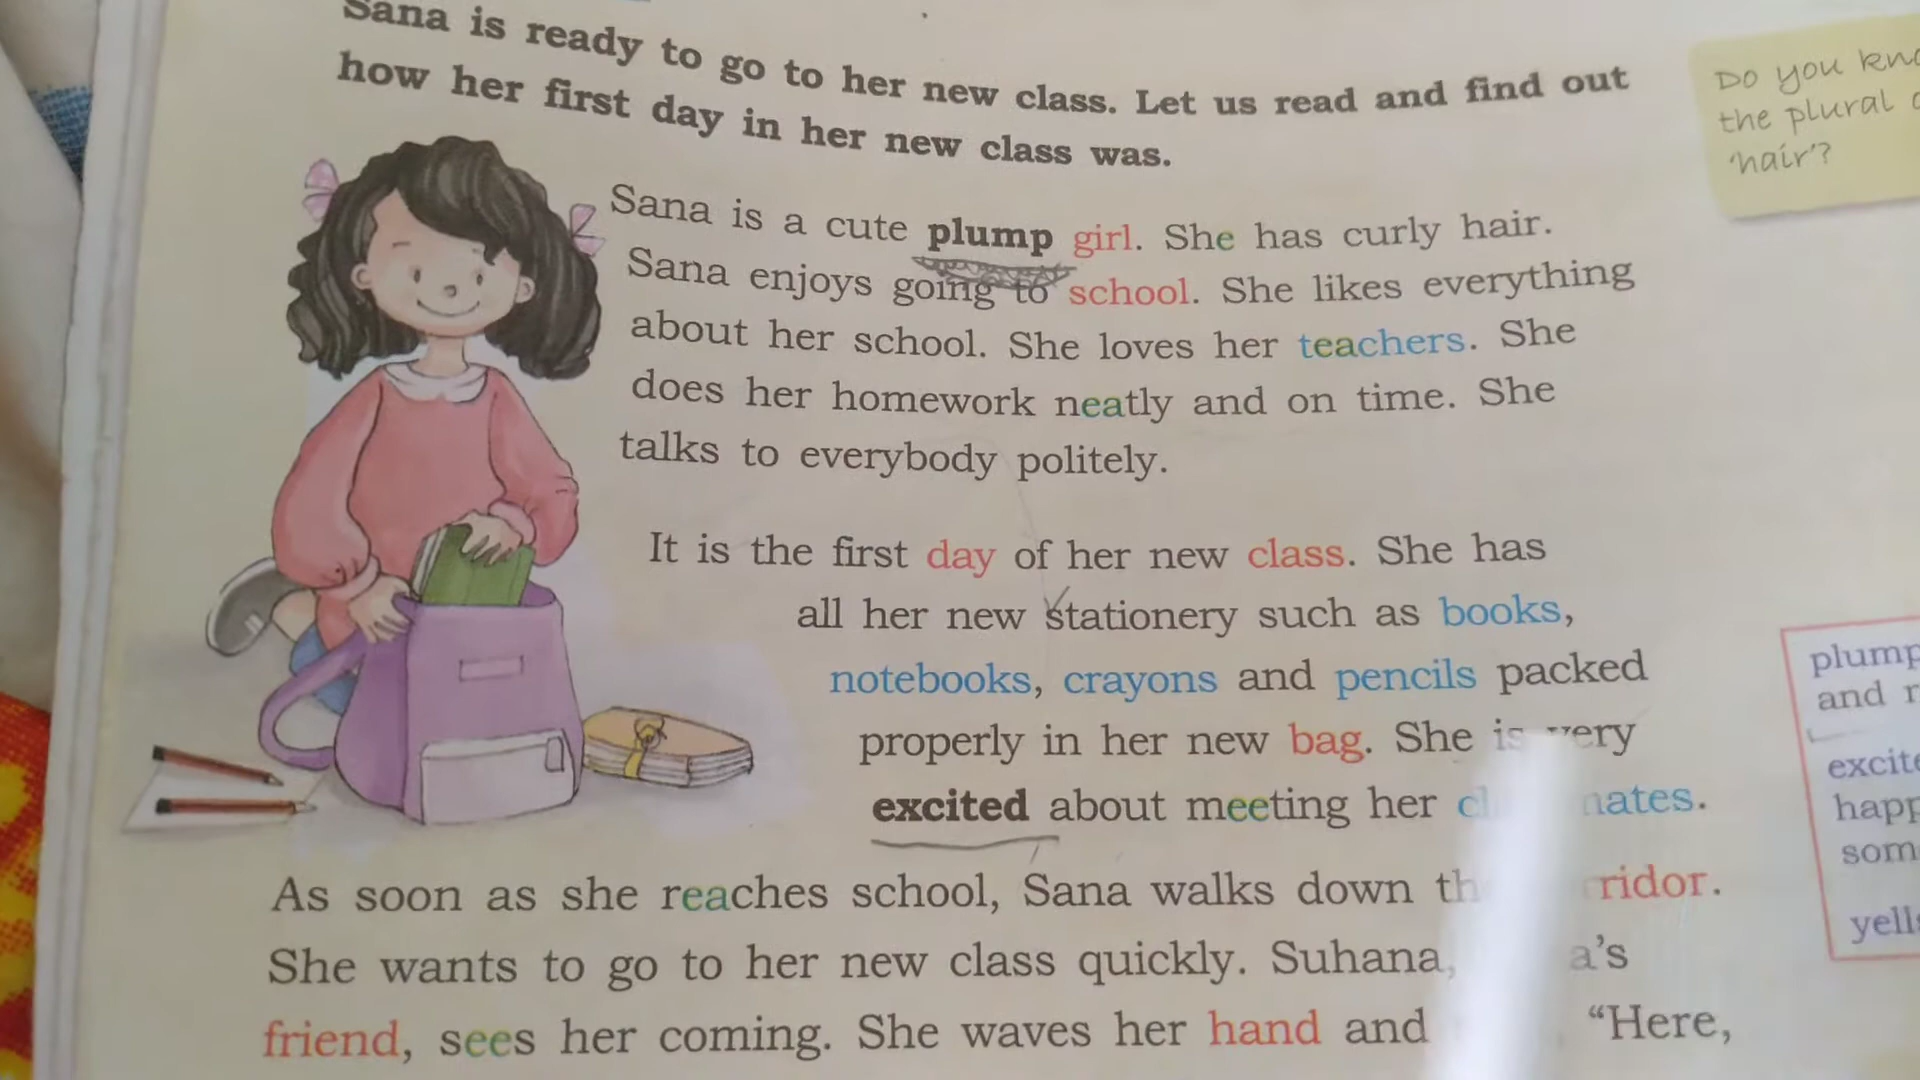 Sana is ready to go to her new class. Let us read and find out
how her first day in her new class was.
Do you
the plural
'hair'?
Sana is a cute plump girl. She has curly hair.
Sana enjoys going to school. She likes everything
about her school. She loves her teachers. She
does her homework neatly and on time. She
talks to everybody politely.
It is the first day of her new class. She has
all her new stationery such as books,
notebooks, crayons and pencils packed
properly in her new bag. She is very
excited about meeting her
As soon as she reaches school, Sana walks down
She wants to go to her new class quickly. Suhana,
friend, sees her coming. She waves her hand and "Here,
plump
and